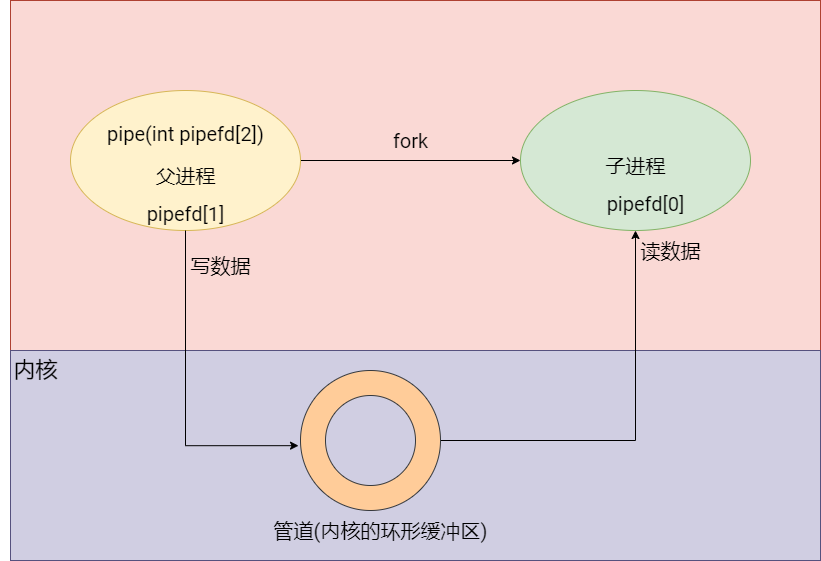 pipe(int pipefd[2])
父进程
pipefd[1]
fork
子进程
pipefd[0]
写数据
读数据
内核
管道(内核的环形缓冲区)